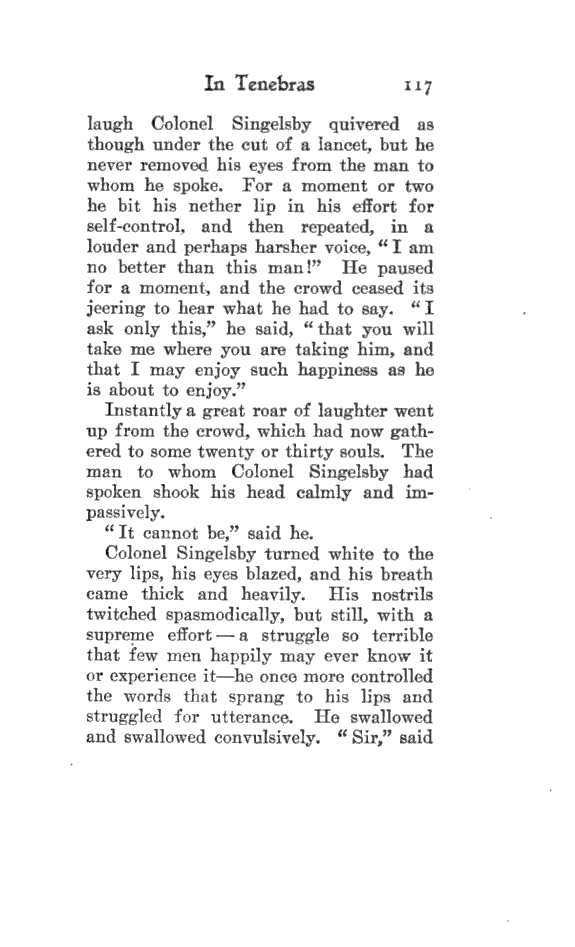 In Tenebras 117
laugh Colonel Singelsby quivered as
though under the cut of a lancet, but he
never removed his eyes from the man to
whom he spoke. For a moment or two
he bit his nether lip in his effort for
self-control, and then repeated, in a
louder and perhaps harsher voice, “I am
no better than this man!” He paused
for a moment, and the crowd ceased its
jeering to hear what he had to say. “I
ask only this,” he said, “that you will
take me where you are taking him, and
that I may enjoy such happiness as he
is about to enjoy.”
Instantly a great roar of laughter went
up from the crowd, which had now gath-
ered to some twenty or thirty souls. The
man to whom Colonel Singelsby had
spoken shook his head calmly and im-
passively.
“It cannot be,” said he.
Colonel Singelsby turned white to the
very lips, his eyes blazed, and his breath
came thick and heavily. His nostrils
twitched spasmodically, but still, with a
supreme effort — a struggle so terrible
that few men happily may ever know it
or experience it—he once more controlled
the words that sprang to his lips and
struggled for utterance. He swallowed
and swallowed convulsively. “Sir,” said